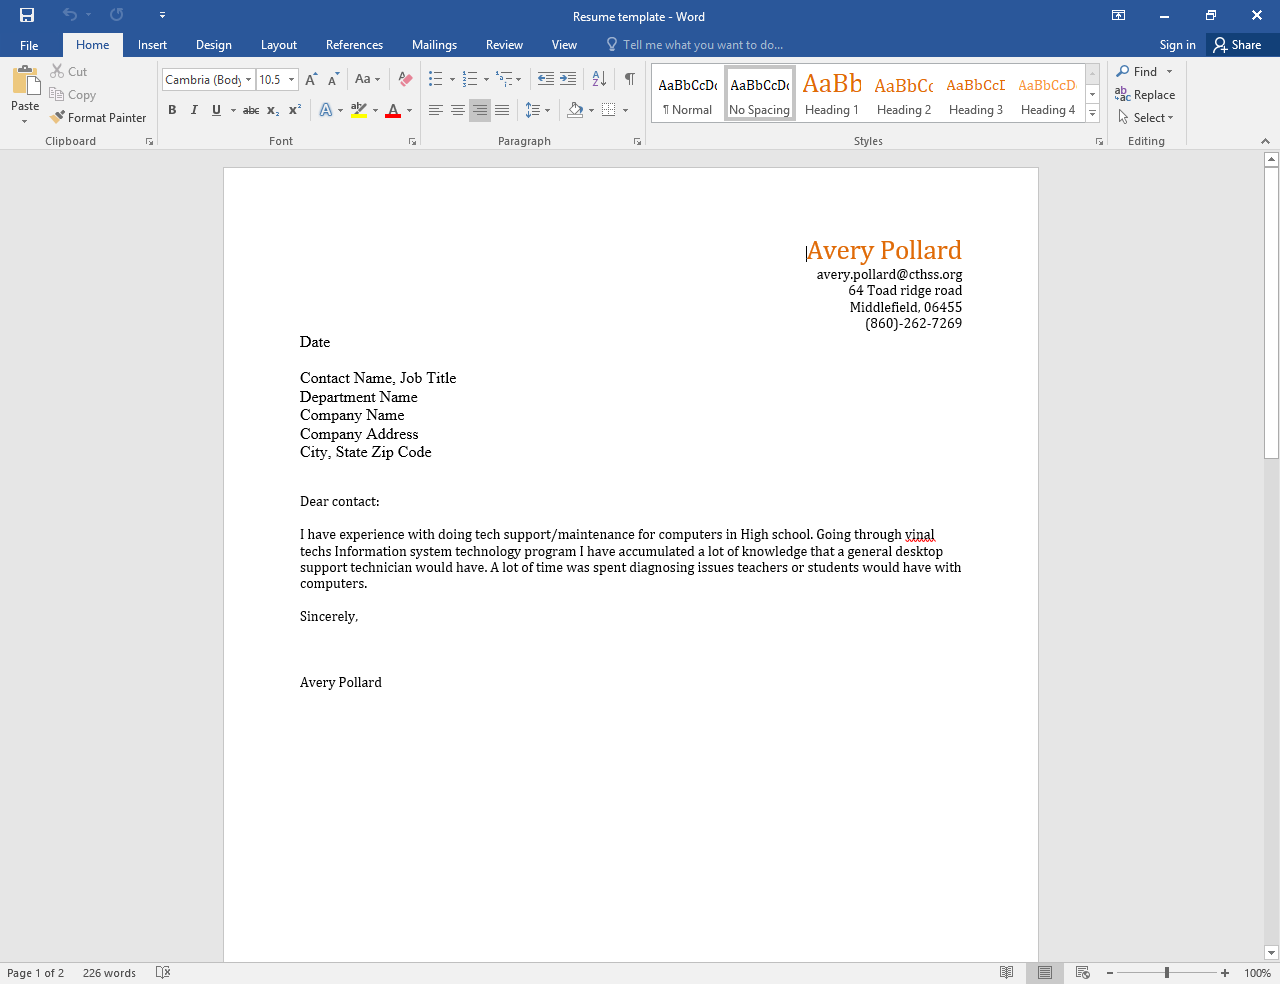 Resume template - Word
File
Home
Insert
Design
Layout
References
Mailings
Review
View
Tell me what you want to do...
Sign in
Share
Paste
Cut
Copy
Format Painter
Clipboard
Cambria (Body
10.5
Aa
B I U abc x₂ x²
A
ab
A
Font
Paragraph
AaBbCcDc
¶ Normal
AaBbCcDc
No Spacing
AaBb
Heading 1
AaBbCc
Heading 2
AaBbCcI
Heading 3
AaBbCcD
Heading 4
Styles
Find
Replace
Select
Editing
Avery Pollard
avery.pollard@cthss.org
64 Toad ridge road
Middlefield, 06455
(860)-262-7269
Date
Contact Name, Job Title
Department Name
Company Name
Company Address
City, State Zip Code
Dear contact:
I have experience with doing tech support/maintenance for computers in High school. Going through vinal
techs Information system technology program I have accumulated a lot of knowledge that a general desktop
support technician would have. A lot of time was spent diagnosing issues teachers or students would have with
computers.
Sincerely,
Avery Pollard
Page 1 of 2
226 words
100%